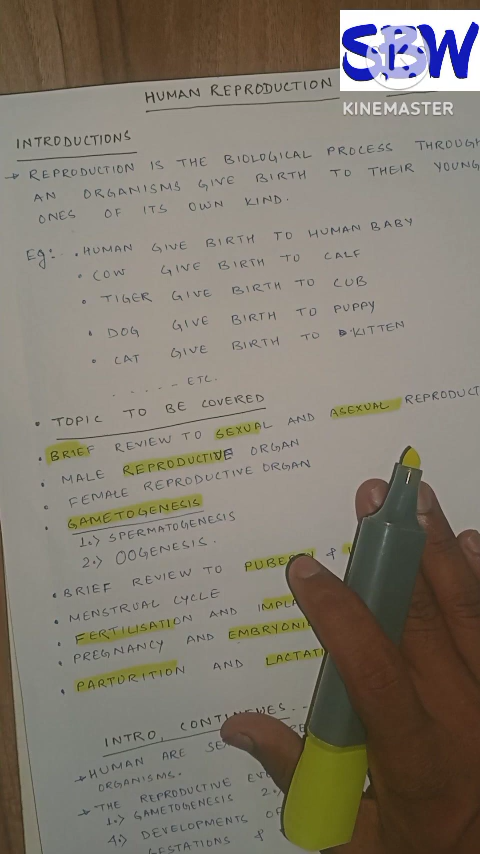 SBW
KINEMASTER
HUMAN REPRODUCTION
INTRODUCTIONS
→ REPRODUCTION IS THE BIOLOGICAL PROCESS THROUGH
AN ORGANISMS GIVE BIRTH TO THEIR YOUNG
ONES OF ITS OWN KIND.
Eg: • HUMAN GIVE BIRTH TO HUMAN BABY
• COW GIVE BIRTH TO CALF
• TIGER GIVE BIRTH TO CUB
• DOG GIVE BIRTH TO PUPPY
• CAT GIVE BIRTH TO KITTEN
. . . . . - ETC.
• TOPIC TO BE COVERED
• BRIEF REVIEW TO SEXUAL AND ASEXUAL REPRODUCT
• MALE REPRODUCTIVE ORGAN
• FEMALE REPRODUCTIVE ORGAN
• GAMETOGENESIS
1.) SPERMATOGENESIS
2.) OOGENESIS.
• BRIEF REVIEW TO PUBERTY &
• MENSTRUAL CYCLE
• FERTILISATION AND IMPLA
• PREGNANCY AND EMBRYONI
• PARTURITION AND LACTAT
INTRO, CONTINUES...
→ HUMAN ARE SE
ORGANISMS.
→ THE REPRODUCTIVE EVE
1.) GAMETOGENESIS 2.
4.) DEVELOPMENTS OF
GESTATIONS &